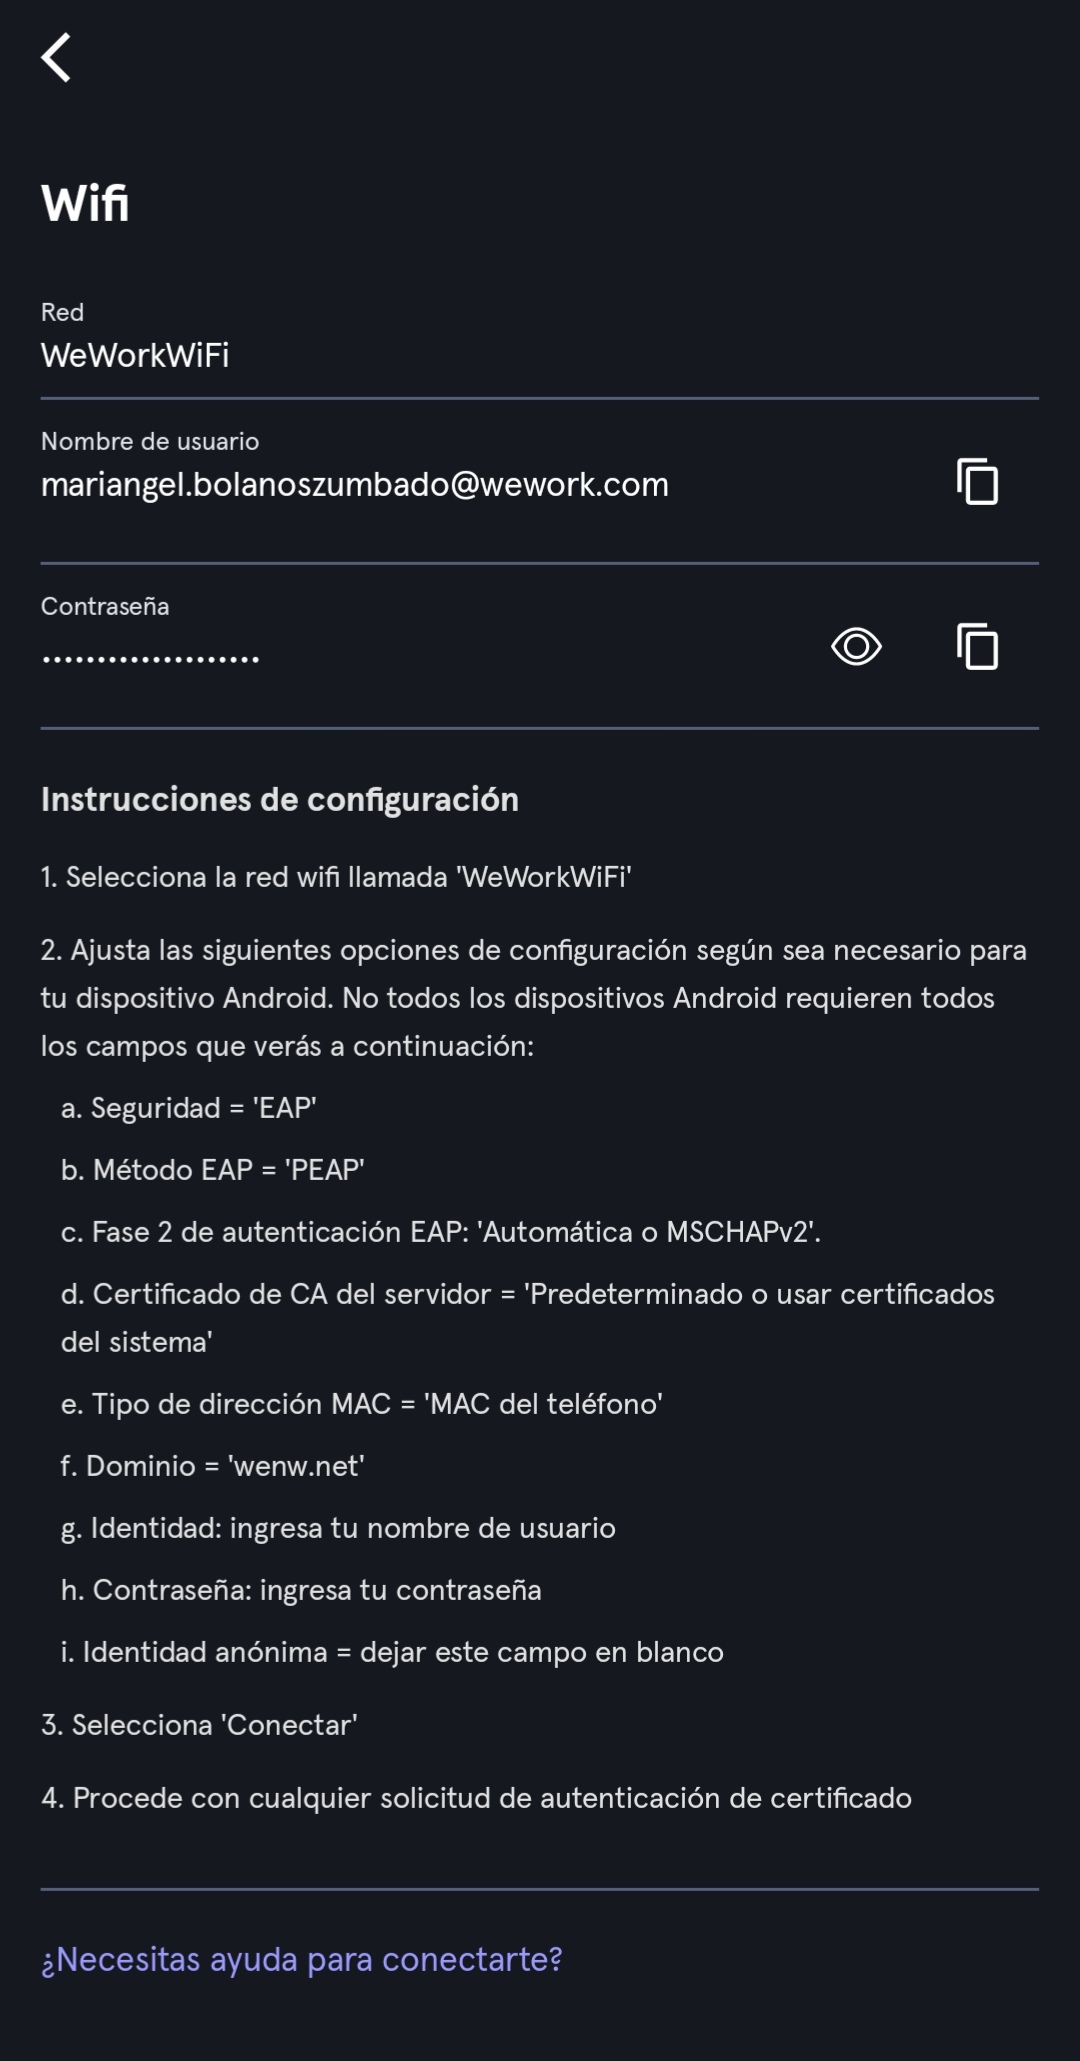 Wifi
Red
WeWorkWiFi
Nombre de usuario
mariangel.bolanoszumbado@wework.com
Contraseña
....................
Instrucciones de configuración
1. Selecciona la red wifi llamada 'WeWorkWiFi'
2. Ajusta las siguientes opciones de configuración según sea necesario para
tu dispositivo Android. No todos los dispositivos Android requieren todos
los campos que verás a continuación:
a. Seguridad = 'EAP'
b. Método EAP = 'PEAP'
c. Fase 2 de autenticación EAP: 'Automática o MSCHAPv2'.
d. Certificado de CA del servidor = 'Predeterminado o usar certificados
del sistema'
e. Tipo de dirección MAC = 'MAC del teléfono'
f. Dominio = 'wenw.net'
g. Identidad: ingresa tu nombre de usuario
h. Contraseña: ingresa tu contraseña
i. Identidad anónima = dejar este campo en blanco
3. Selecciona 'Conectar'
4. Procede con cualquier solicitud de autenticación de certificado
¿Necesitas ayuda para conectarte?